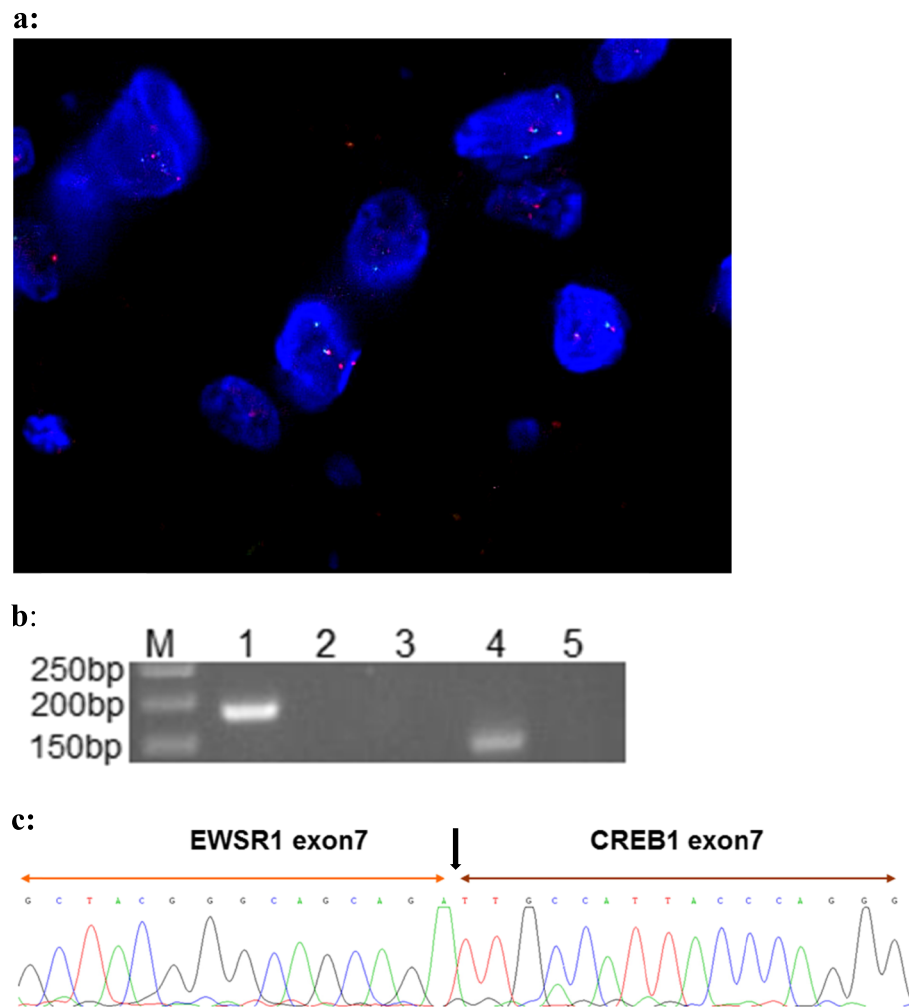 a:
b:
M 1 2 3 4 5
250bp
200bp
150bp
c:
EWSR1 exon7 CREB1 exon7
G C T A C G G G C A G C A G A T T G C C A T T A C C C A G G G